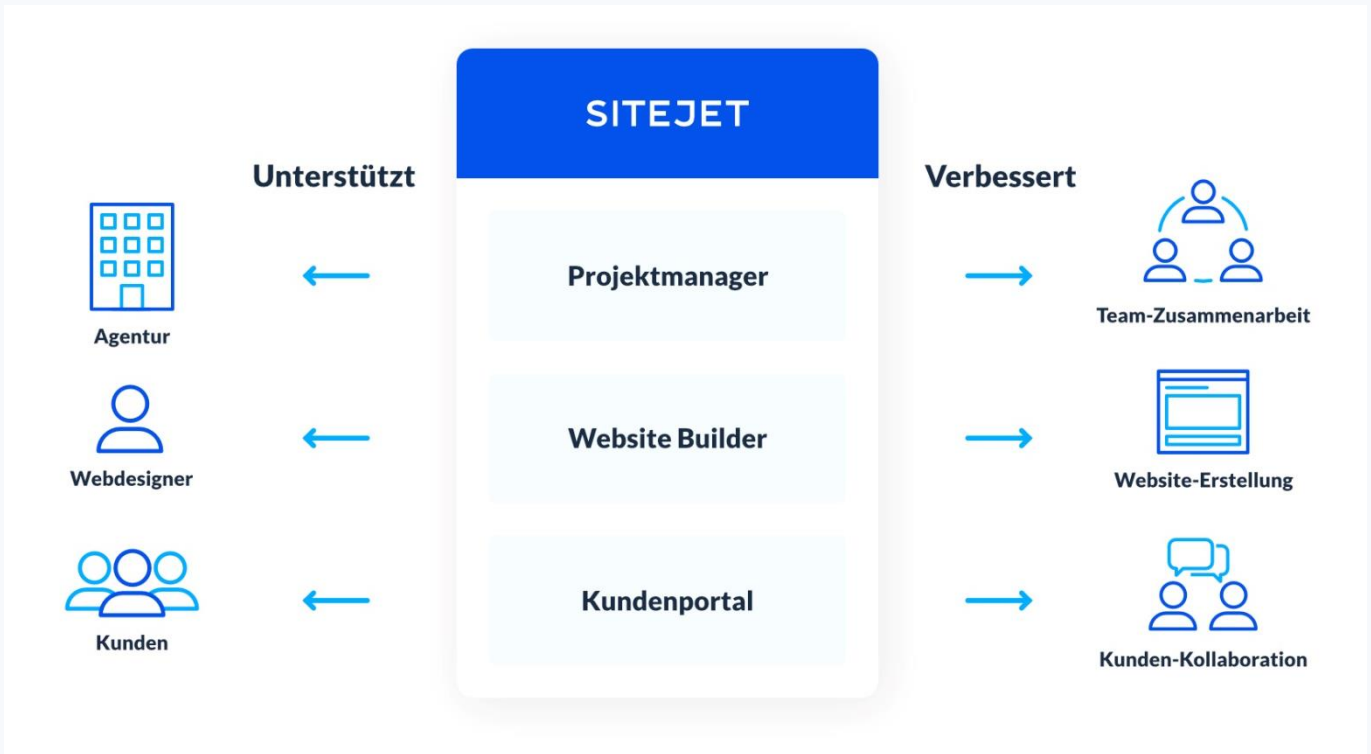 SITEJET
Unterstützt
Verbessert
Agentur
Projektmanager
Team-Zusammenarbeit
Webdesigner
Website Builder
Website-Erstellung
Kunden
Kundenportal
Kunden-Kollaboration